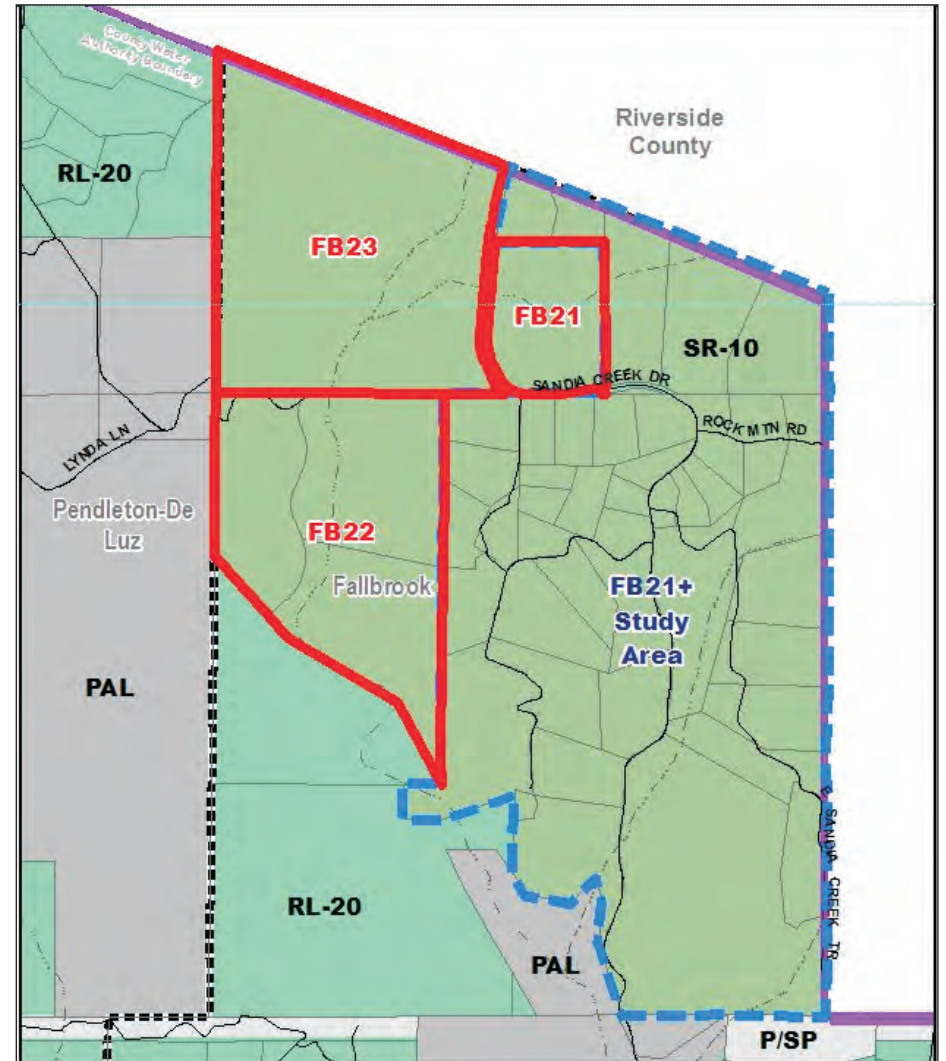 County Water
Authority Boundary
Riverside
County
RL-20
FB23
FB21
SR-10
SANDIA CREEK DR
ROCK MTN RD
LYNDA LN
Pendleton-De
Luz
FB22
Fallbrook
FB21+
Study
Area
PAL
E SANDIA CREEK TR
RL-20
PAL
P/SP